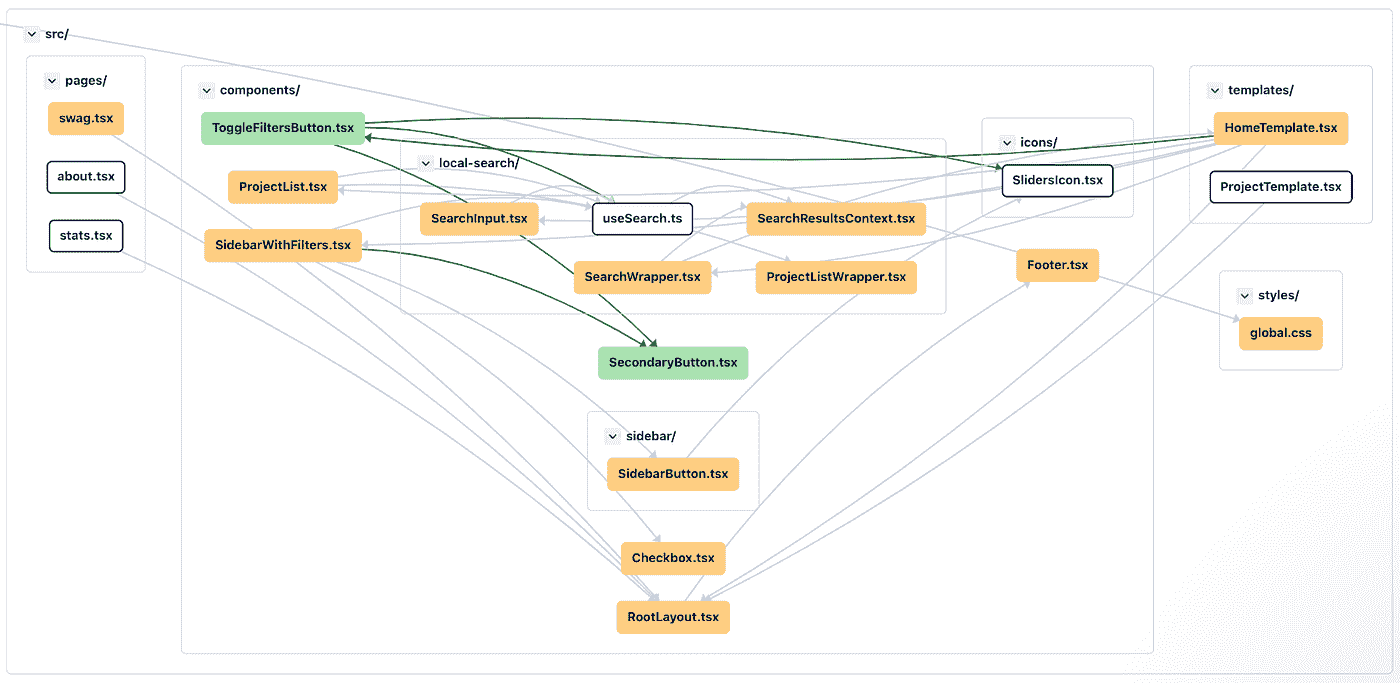 src/
pages/
swag.tsx
about.tsx
stats.tsx
components/
ToggleFiltersButton.tsx
local-search/
ProjectList.tsx
SearchInput.tsx
useSearch.ts
SearchResultsContext.tsx
SidebarWithFilters.tsx
SearchWrapper.tsx
ProjectListWrapper.tsx
icons/
SlidersIcon.tsx
Footer.tsx
SecondaryButton.tsx
sidebar/
SidebarButton.tsx
Checkbox.tsx
RootLayout.tsx
templates/
HomeTemplate.tsx
ProjectTemplate.tsx
styles/
global.css